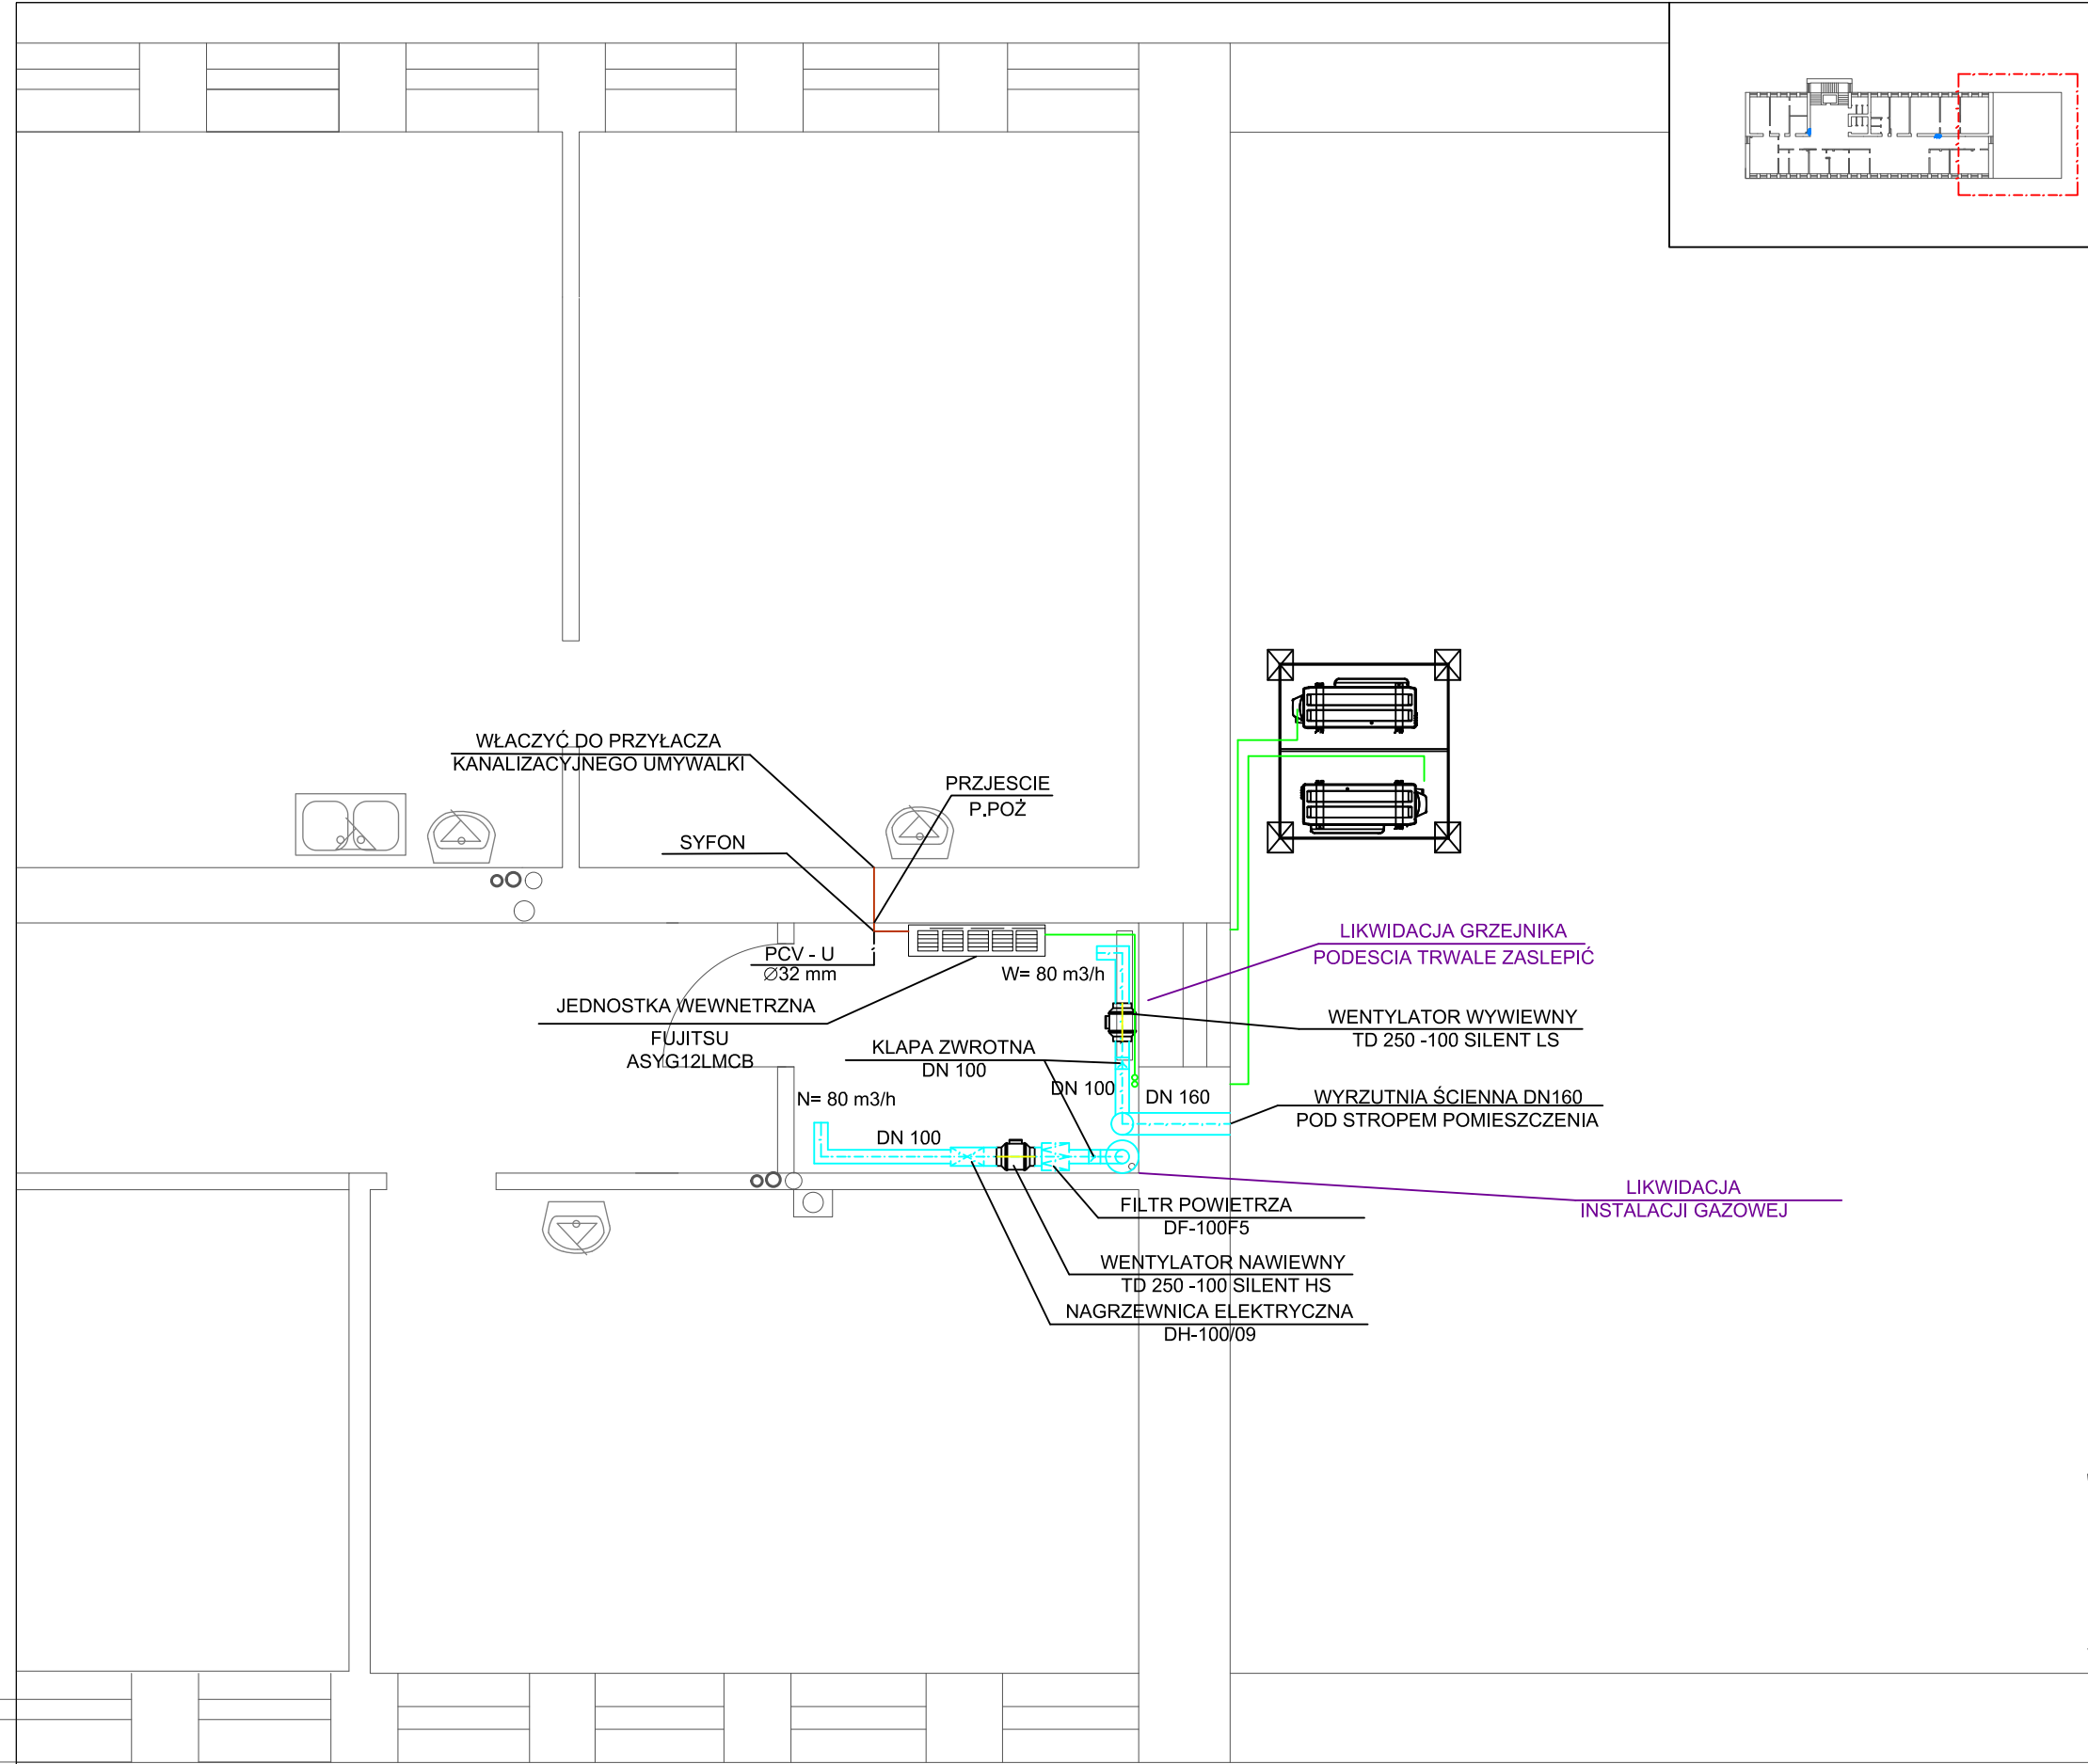 WŁACZYĆ DO PRZYŁACZA
KANALIZACYJNEGO UMYWALKI
PRZJESCIE
P.POŻ
SYFON
PCV - U
Ø32 mm
W= 80 m3/h
JEDNOSTKA WEWNETRZNA
FUJITSU
ASYG12LMCB
KLAPA ZWROTNA
DN 100
DN 100
DN 160
N= 80 m3/h
DN 100
LIKWIDACJA GRZEJNIKA
PODESCIA TRWALE ZASLEPIĆ
WENTYLATOR WYWIEWNY
TD 250 -100 SILENT LS
WYRZUTNIA ŚCIENNA DN160
POD STROPEM POMIESZCZENIA
LIKWIDACJA
INSTALACJI GAZOWEJ
FILTR POWIETRZA
DF-100F5
WENTYLATOR NAWIEWNY
TD 250 -100 SILENT HS
NAGRZEWNICA ELEKTRYCZNA
DH-100/09